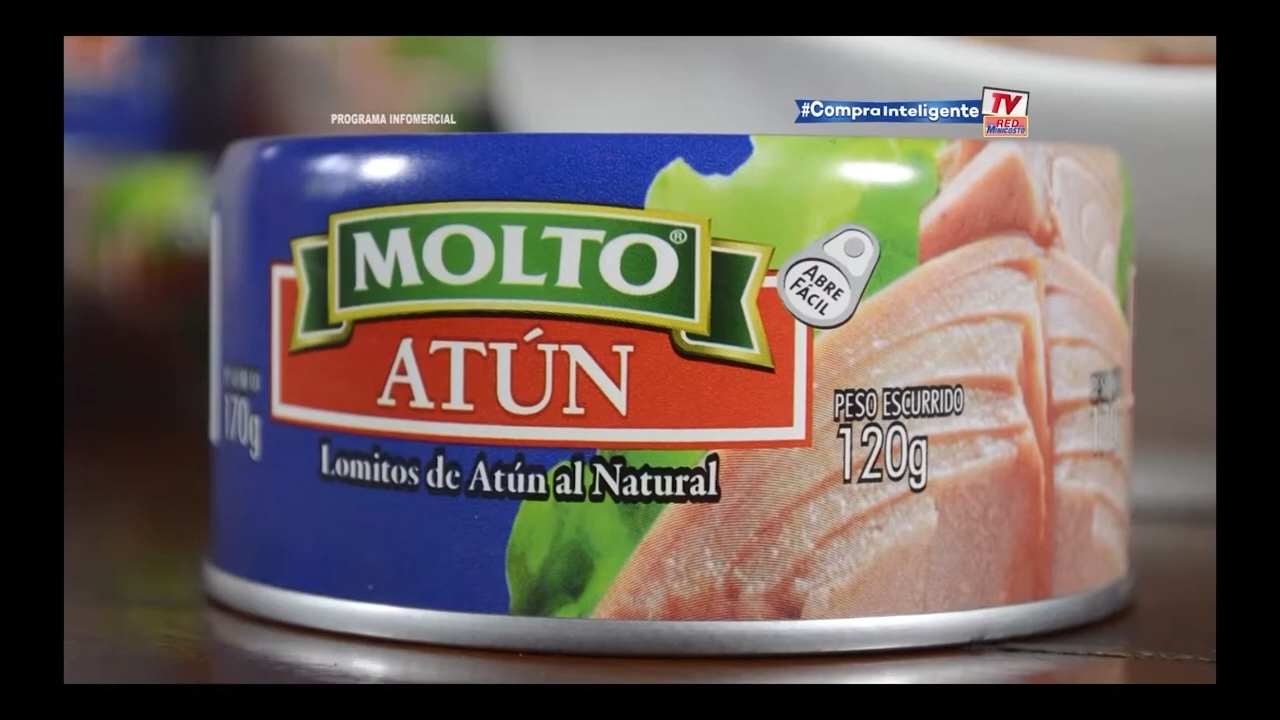 PROGRAMA INFOMERCIAL
#CompraInteligente
TV
RED
MINICOSTO
MOLTO®
ABRE
FÁCIL
ATÚN
PESO ESCURRIDO
120g
170g
Lomitos de Atún al Natural